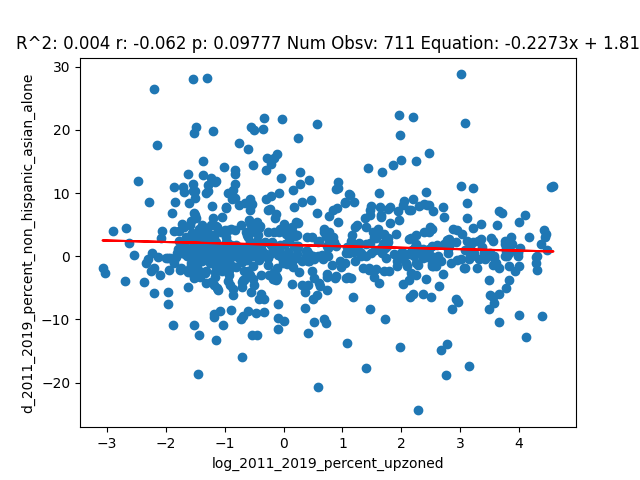 R^2: 0.004 r: -0.062 p: 0.09777 Num Obsv: 711 Equation: -0.2273x + 1.81
30
20
10
0
−10
−20
d_2011_2019_percent_non_hispanic_asian_alone
−3 −2 −1 0 1 2 3 4
log_2011_2019_percent_upzoned